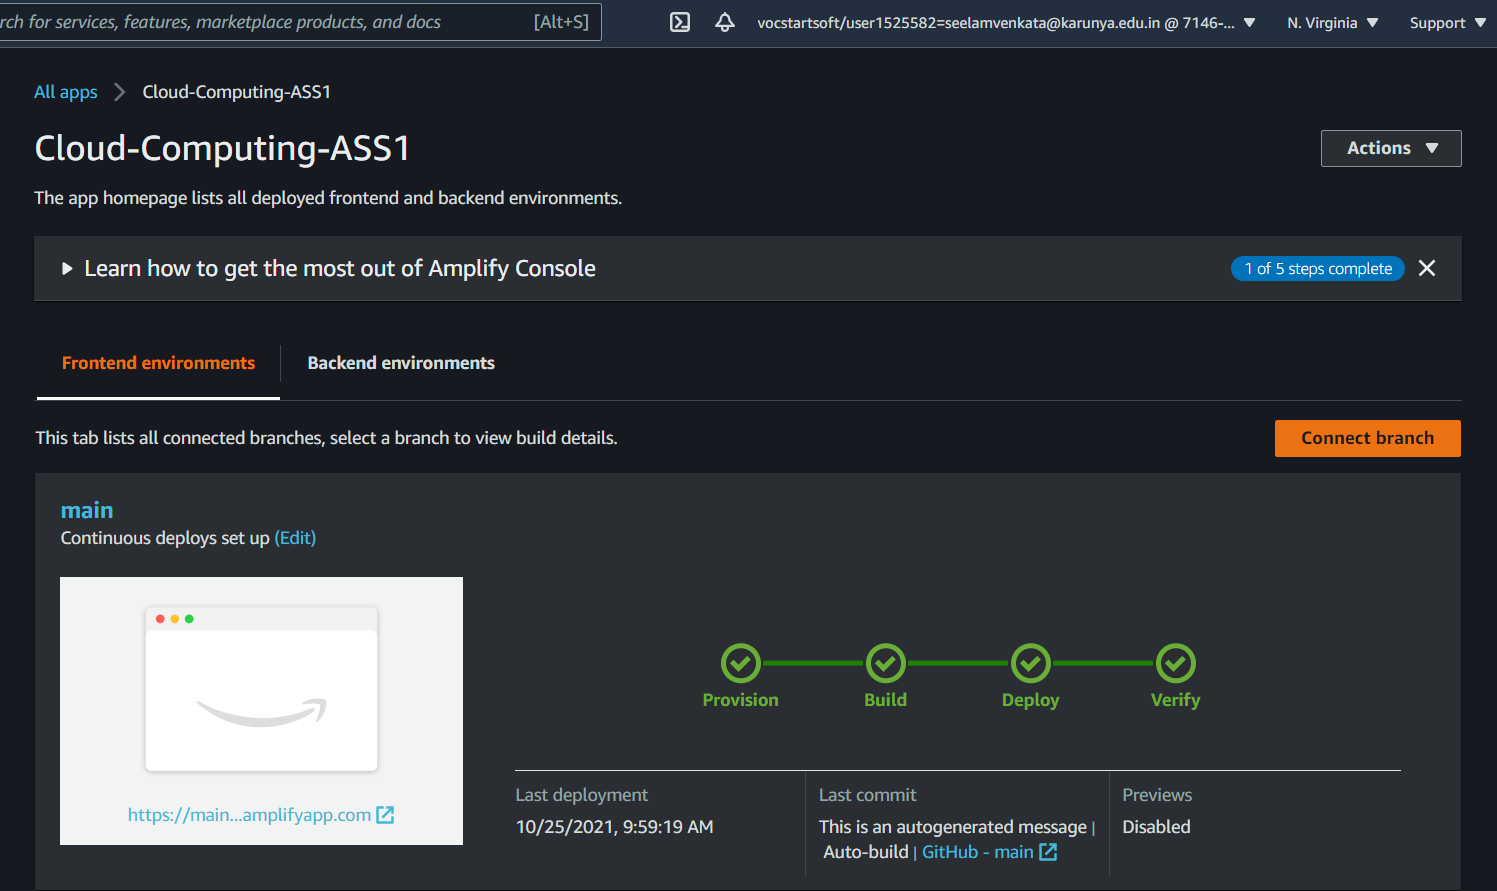 rch for services, features, marketplace products, and docs [Alt+S] vocstartsoft/user1525582=seelamvenkata@karunya.edu.in @ 7146-... N. Virginia Support
All apps Cloud-Computing-ASS1
Cloud-Computing-ASS1
Actions
The app homepage lists all deployed frontend and backend environments.
Learn how to get the most out of Amplify Console 1 of 5 steps complete
Frontend environments Backend environments
This tab lists all connected branches, select a branch to view build details. Connect branch
main
Continuous deploys set up (Edit)
Provision Build Deploy Verify
https://main...amplifyapp.com
Last deployment Last commit Previews
10/25/2021, 9:59:19 AM This is an autogenerated message | Disabled
Auto-build | GitHub - main